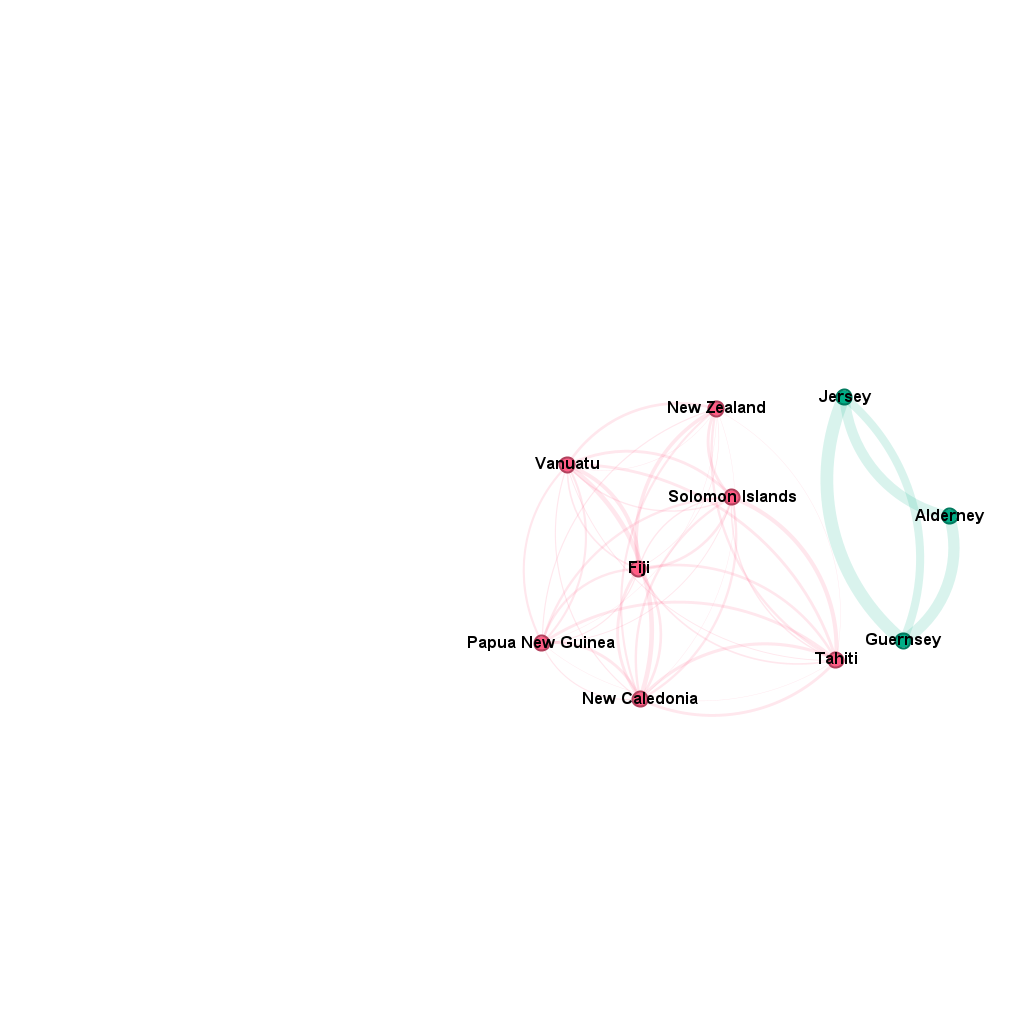 Jersey
New Zealand
Vanuatu
Solomon Islands
Alderney
Fiji
Guernsey
Papua New Guinea
Tahiti
New Caledonia